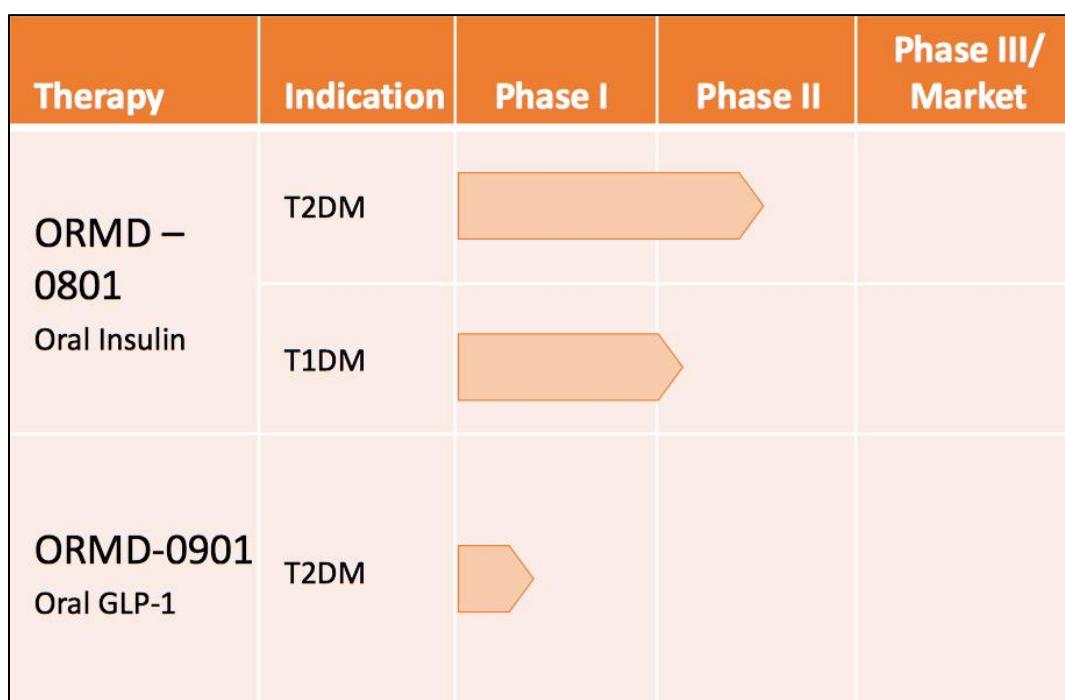 Therapy
Indication
Phase I
Phase II
Phase III/
Market
ORMD –
0801
Oral Insulin
T2DM
T1DM
ORMD-0901
Oral GLP-1
T2DM